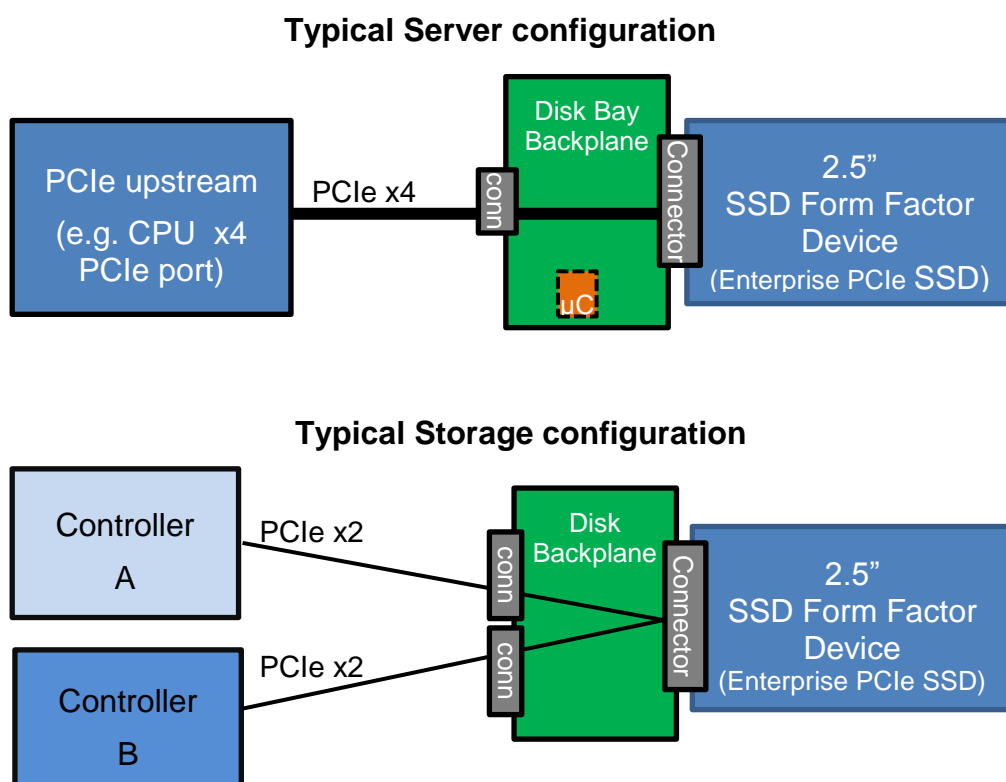 Typical Server configuration
PCIe upstream
(e.g. CPU  x4
PCIe port)
PCIe x4
conn
Disk Bay
Backplane
µC
Connector
2.5”
SSD Form Factor
Device
(Enterprise PCIe SSD)
Typical Storage configuration
Controller
A
PCIe x2
Controller
B
PCIe x2
conn
conn
Disk
Backplane
Connector
2.5”
SSD Form Factor
Device
(Enterprise PCIe SSD)